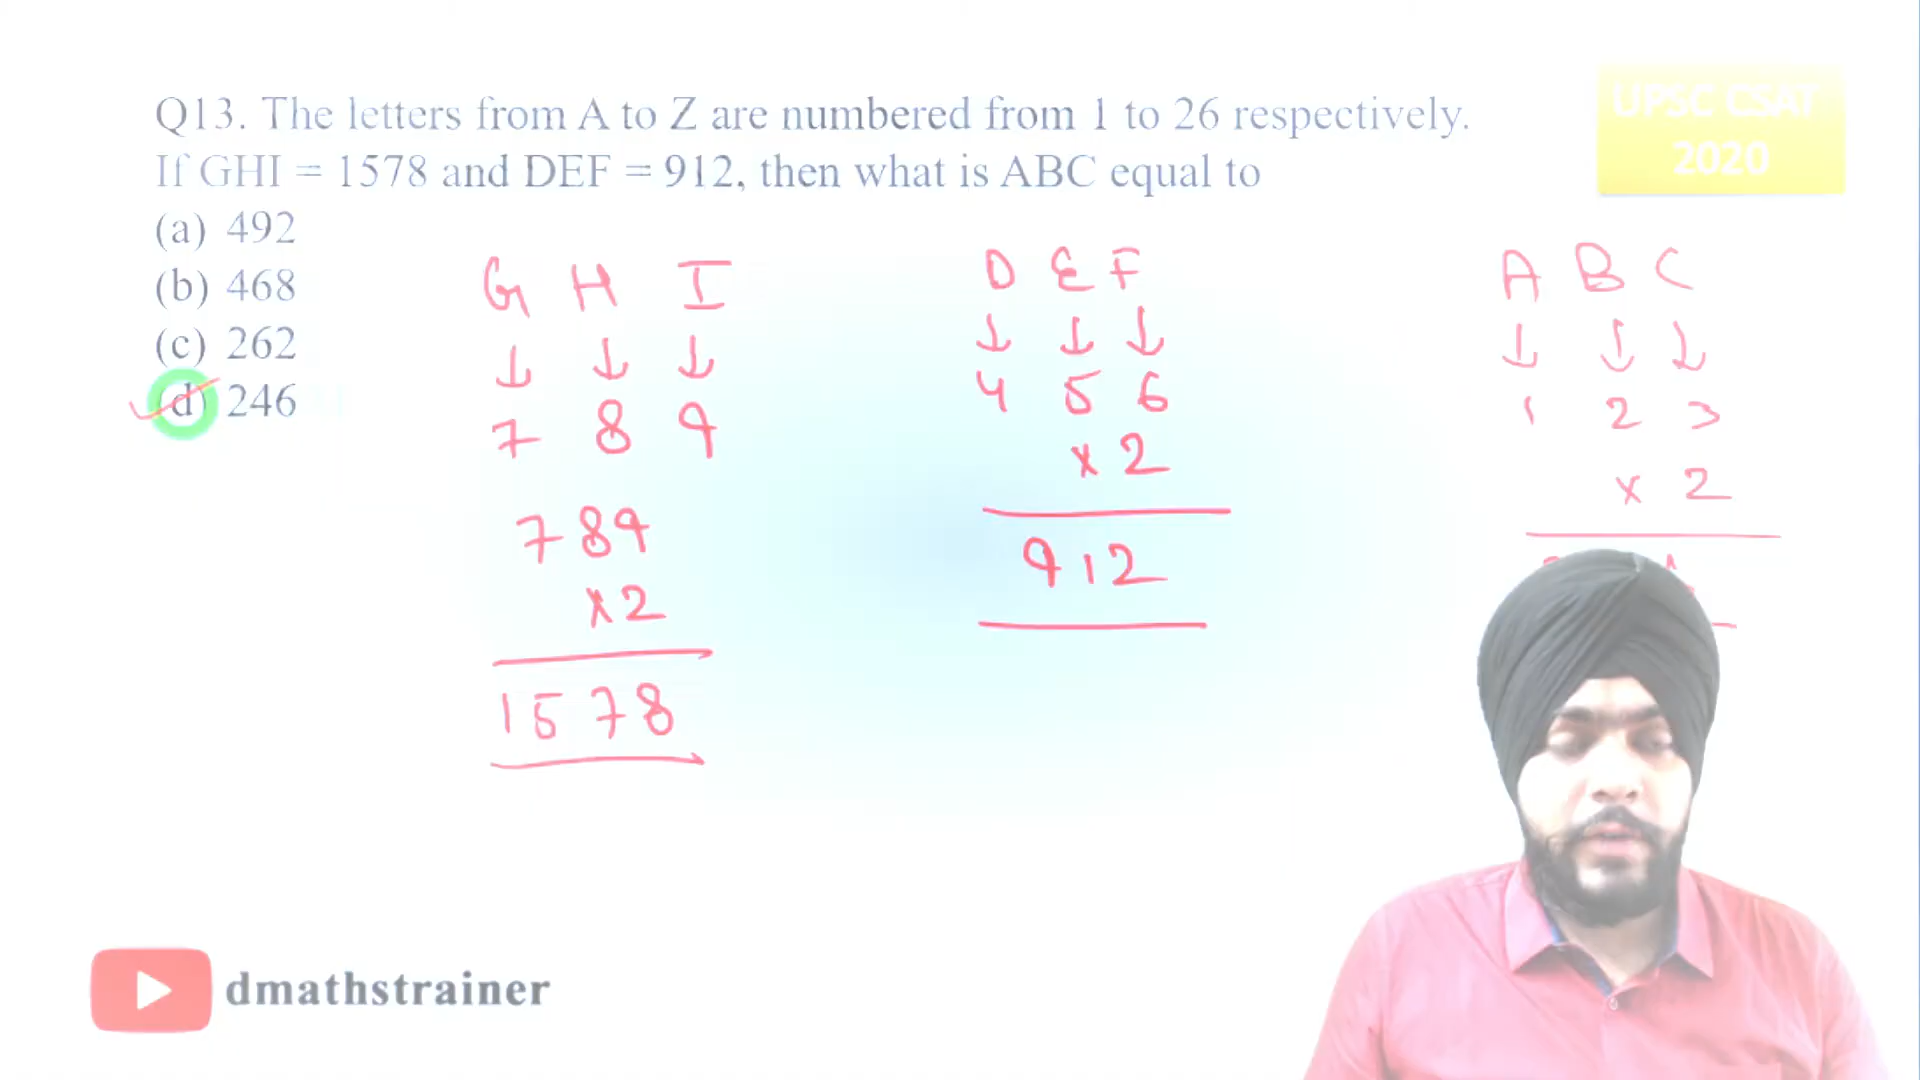 Q13. The letters from A to Z are numbered from 1 to 26 respectively.
If GHI = 1578 and DEF = 912, then what is ABC equal to
(a) 492
(b) 468
(c) 262
(d) 246
UPSC CSAT
2020
G H I
↓ ↓ ↓
7 8 9
789
x2
1578
D E F
↓ ↓ ↓
4 5 6
x 2
912
A B C
↓ ↓ ↓
1 2 3
x 2
dmathstrainer